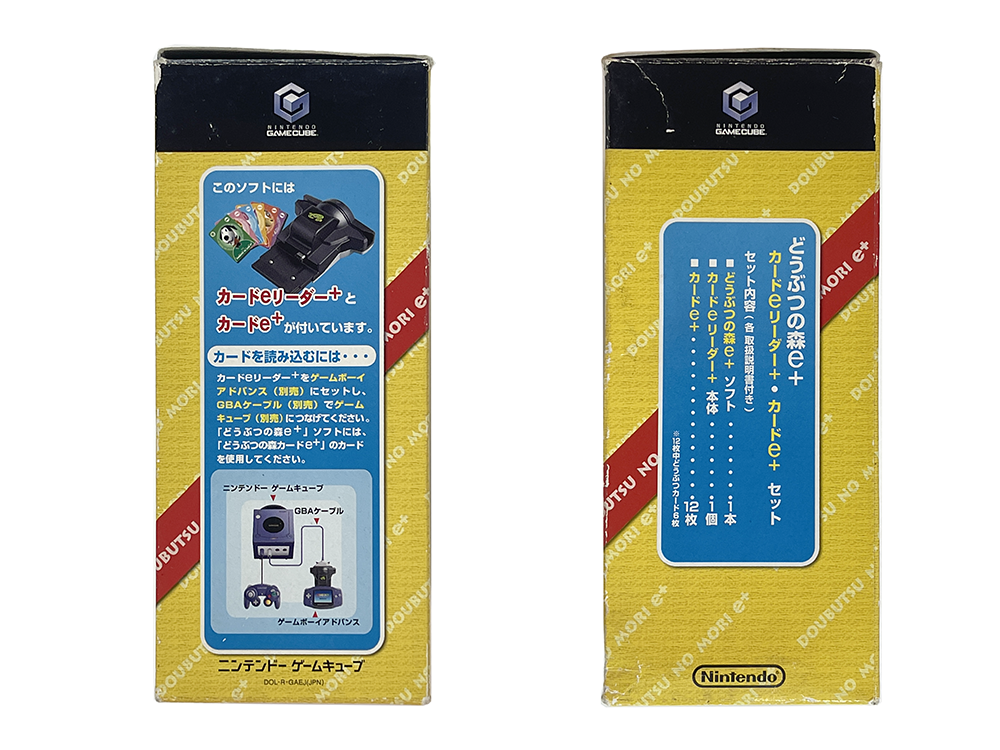 NINTENDO
GAMECUBE
DOUBUTSU NO MORI e+
このソフトには
カードeリーダー+と
カードe+が付いています。
カードを読み込むには・・・
カードeリーダー+をゲームボーイ
アドバンス（別売）にセットし、
GBAケーブル（別売）でゲーム
キューブ（別売）につなげてください。
「どうぶつの森e+」ソフトには、
「どうぶつの森カードe+」のカード
を使用してください。
ニンテンドー ゲームキューブ
GBAケーブル
ゲームボーイアドバンス
ニンテンドー ゲームキューブ
DOL-R-GAEJ(JPN)
NINTENDO
GAMECUBE
DOUBUTSU NO MORI e+
どうぶつの森e+
カードeリーダー+・カードe+ セット
セット内容（各 取扱説明書付き）
■どうぶつの森e+ ソフト・・・・・・・1本
■カードeリーダー+ 本体・・・・・・・1個
■カードe+・・・・・・・・・・・・・12枚
※12枚中どうぶつカード6枚
DOUBUTSU NO MORI e+
Nintendo